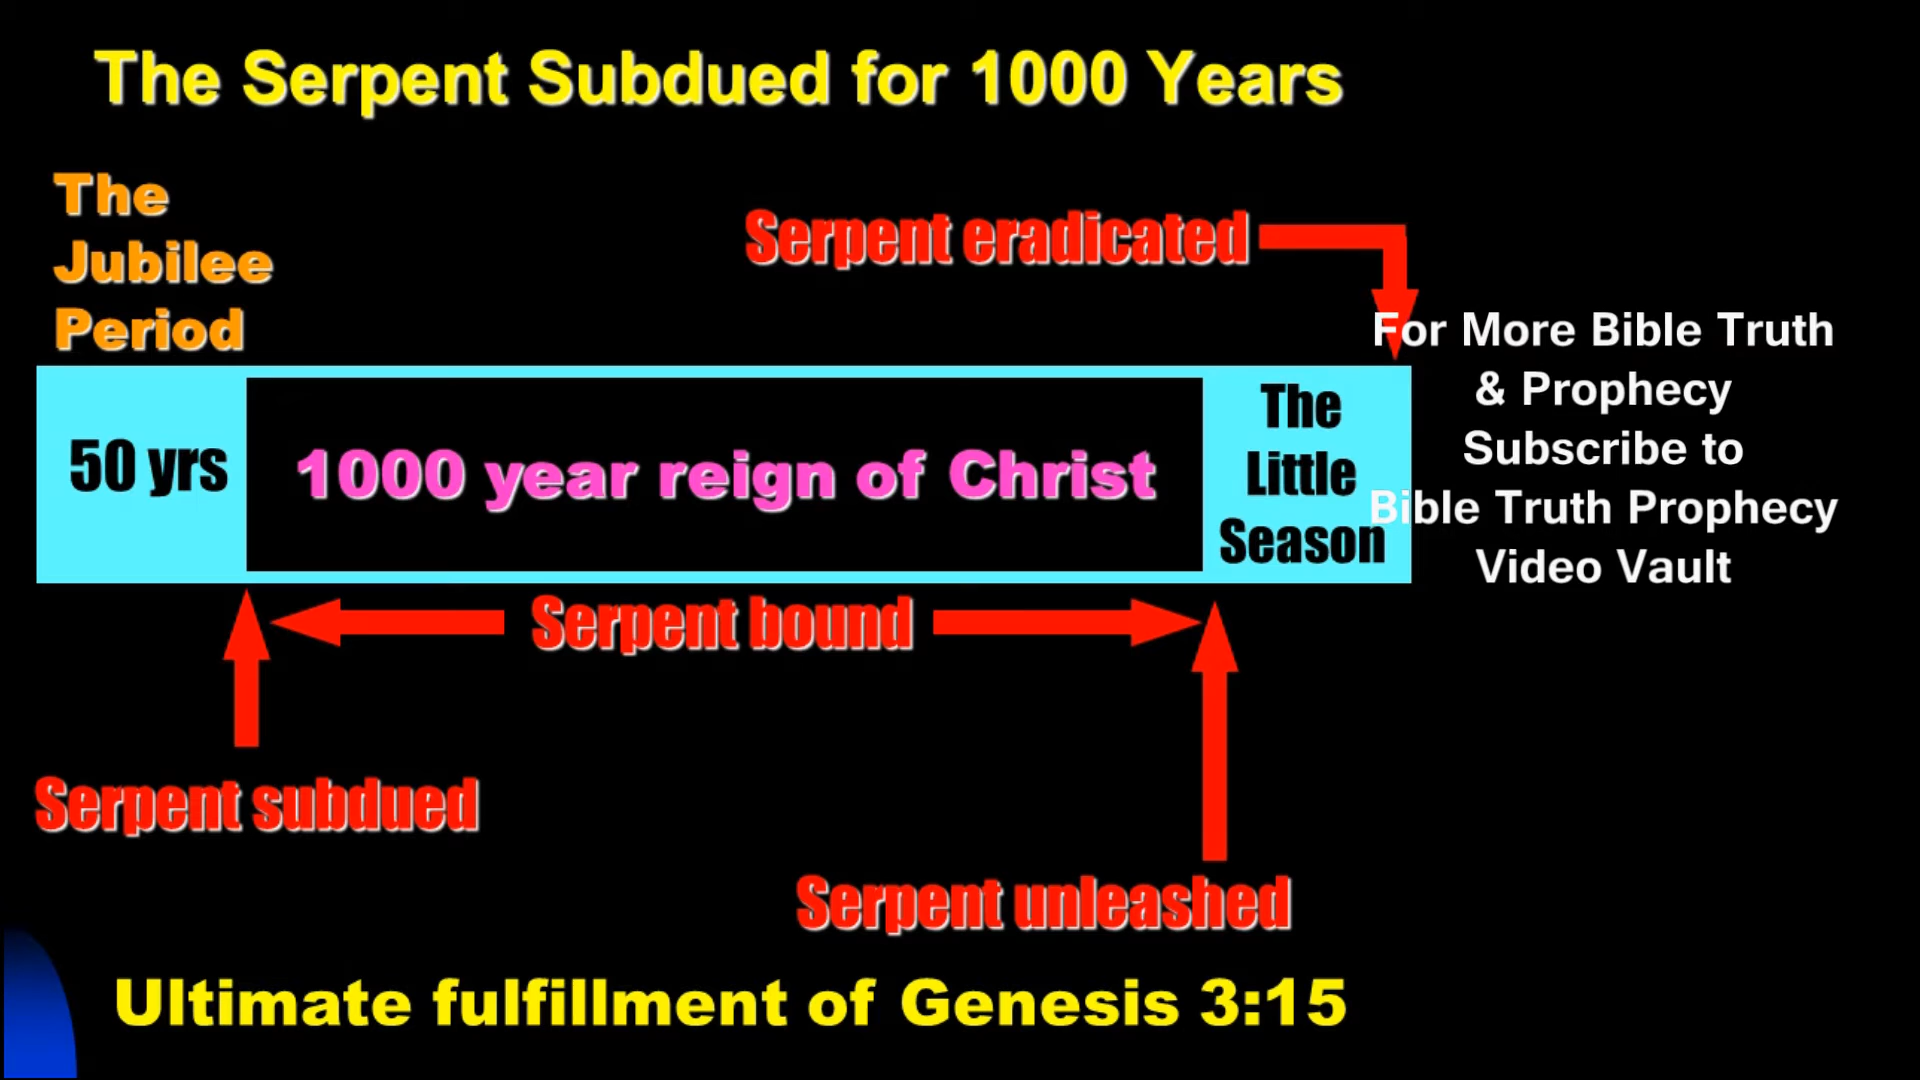 The Serpent Subdued for 1000 Years
The
Jubilee
Period
Serpent eradicated
50 yrs
1000 year reign of Christ
The
Little
Season
For More Bible Truth
& Prophecy
Subscribe to
Bible Truth Prophecy
Video Vault
Serpent bound
Serpent subdued
Serpent unleashed
Ultimate fulfillment of Genesis 3:15